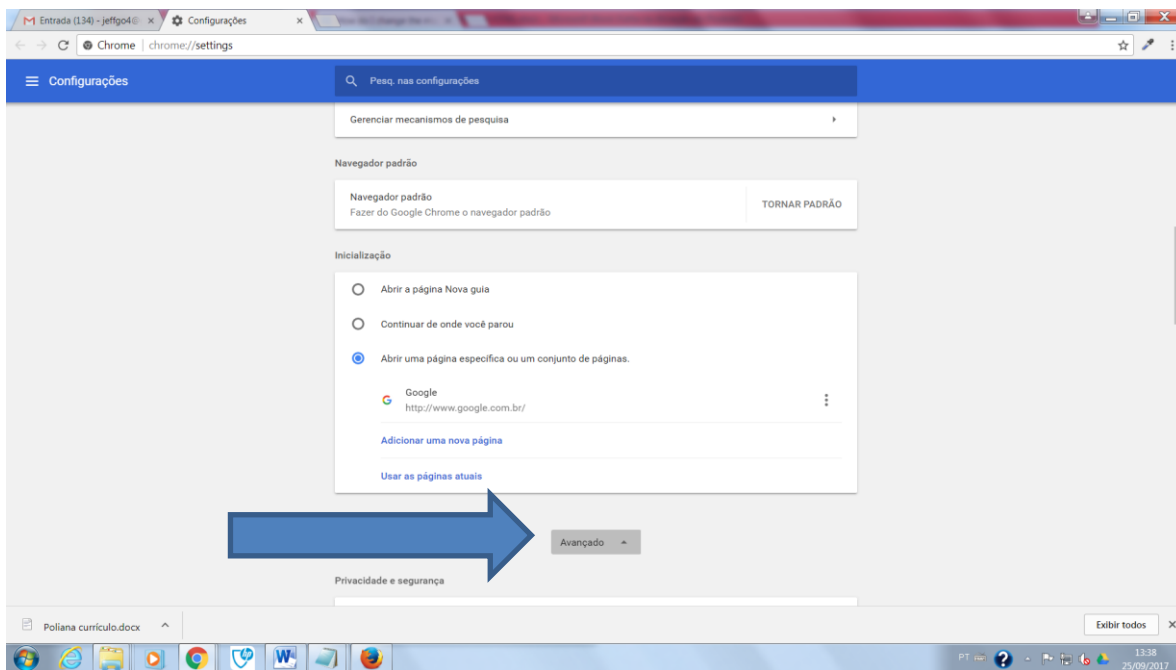 Entrada (134) - jeffgo4@
Configurações
Chrome | chrome://settings
Configurações
Pesq. nas configurações
Gerenciar mecanismos de pesquisa
Navegador padrão
Navegador padrão
Fazer do Google Chrome o navegador padrão
TORNAR PADRÃO
Inicialização
Abrir a página Nova guia
Continuar de onde você parou
Abrir uma página específica ou um conjunto de páginas.
Google
http://www.google.com.br/
Adicionar uma nova página
Usar as páginas atuais
Avançado
Privacidade e segurança
Poliana currículo.docx
Exibir todos
PT
13:38
25/09/2017